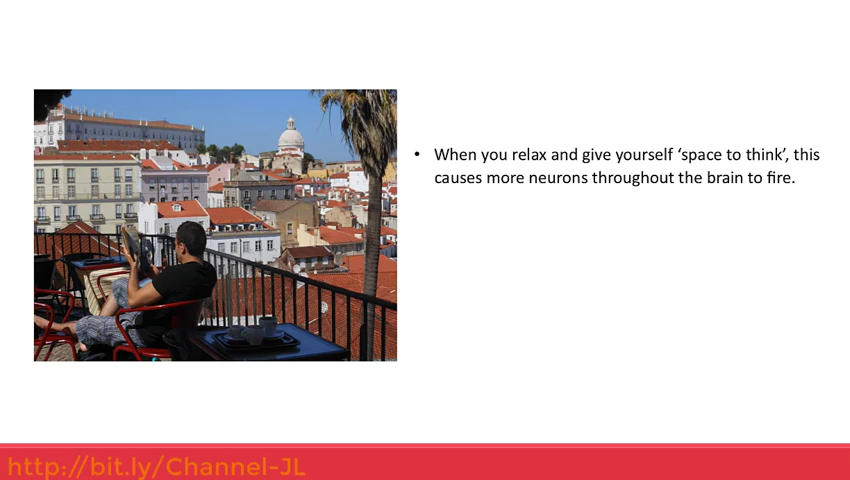 • When you relax and give yourself ‘space to think’, this
causes more neurons throughout the brain to fire.
http://bit.ly/Channel-JL